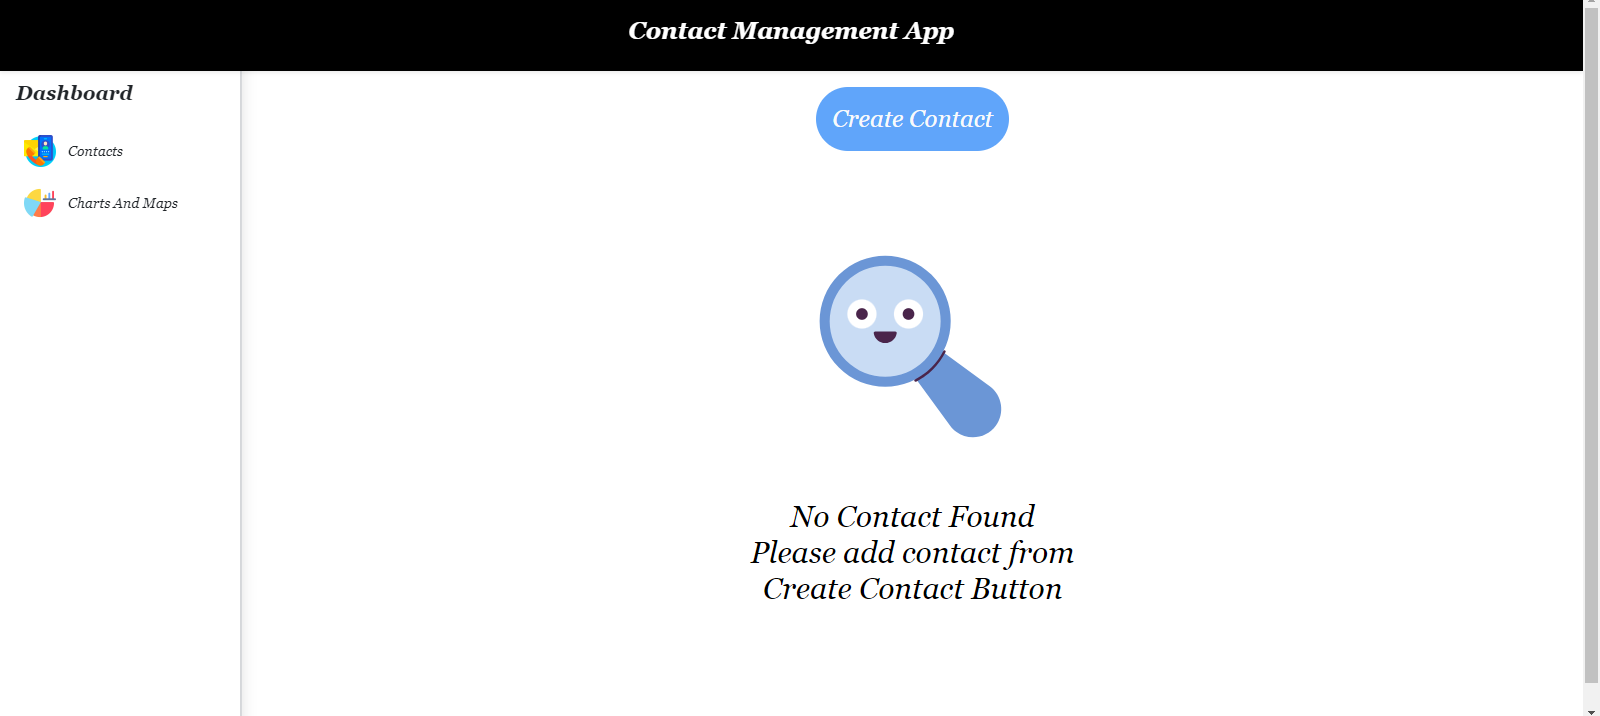 Contact Management App
Dashboard
Contacts
Charts And Maps
Create Contact
No Contact Found
Please add contact from
Create Contact Button